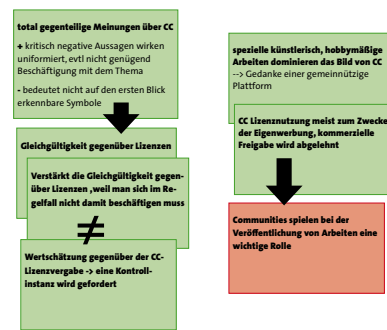 total gegenteilige Meinungen über CC
+ kritisch negative Aussagen wirken
uniformiert, evtl nicht genügend
Beschäftigung mit dem Thema
- bedeutet nicht auf den ersten Blick
erkennbare Symbole
Gleichgültigkeit gegenüber Lizenzen
Verstärkt die Gleichgültigkeit gegen-
über Lizenzen ,weil man sich im Re-
gelfall nicht damit beschäftigen muss
≠
Wertschätzung gegenüber der CC-
Lizenzvergabe -> eine Kontroll-
instanz wird gefordert
spezielle künstlerisch, hobbymäßige
Arbeiten dominieren das Bild von CC
--> Gedanke einer gemeinnützige
Plattform
CC Lizenznutzung meist zum Zwecke
der Eigenwerbung, kommerzielle
Freigabe wird abgelehnt
Communities spielen bei der
Veröffentlichung von Arbeiten eine
wichtige Rolle